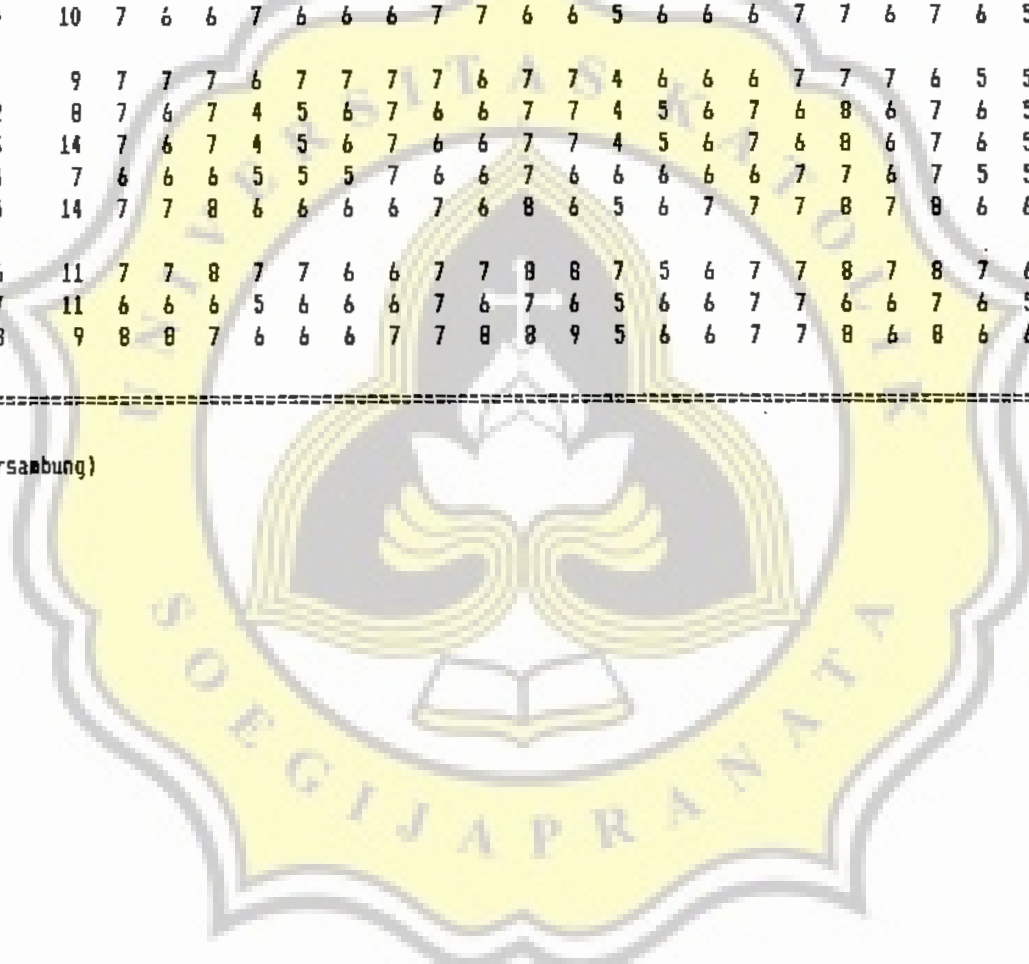 10 7 6 6 7 6 6 6 7 7 6 6 5 6 6 6 7 7 6 7 6
9 7 7 7 6 7 7 7 7 6 7 7 4 6 6 6 7 7 7 6 5 5
8 7 6 7 4 5 6 7 6 6 7 7 4 5 6 7 6 8 6 7 6
14 7 6 7 4 5 6 7 6 6 7 7 4 5 6 7 6 8 6 7 6
7 6 6 6 5 5 5 7 6 6 7 6 6 6 6 6 7 7 6 7 5 5
14 7 7 8 6 6 6 6 7 6 8 6 5 6 7 7 7 8 7 8 6
11 7 7 8 7 7 6 6 7 7 8 8 7 5 6 7 7 8 7 8 7
11 6 6 6 5 6 6 6 7 6 7 6 5 6 6 7 7 6 6 7 6
9 8 8 7 6 6 6 7 7 8 8 9 5 6 6 7 7 8 6 8 6
rsambung)
UNIVERSITAS KATOLIK
SOEGIJAPRANATA